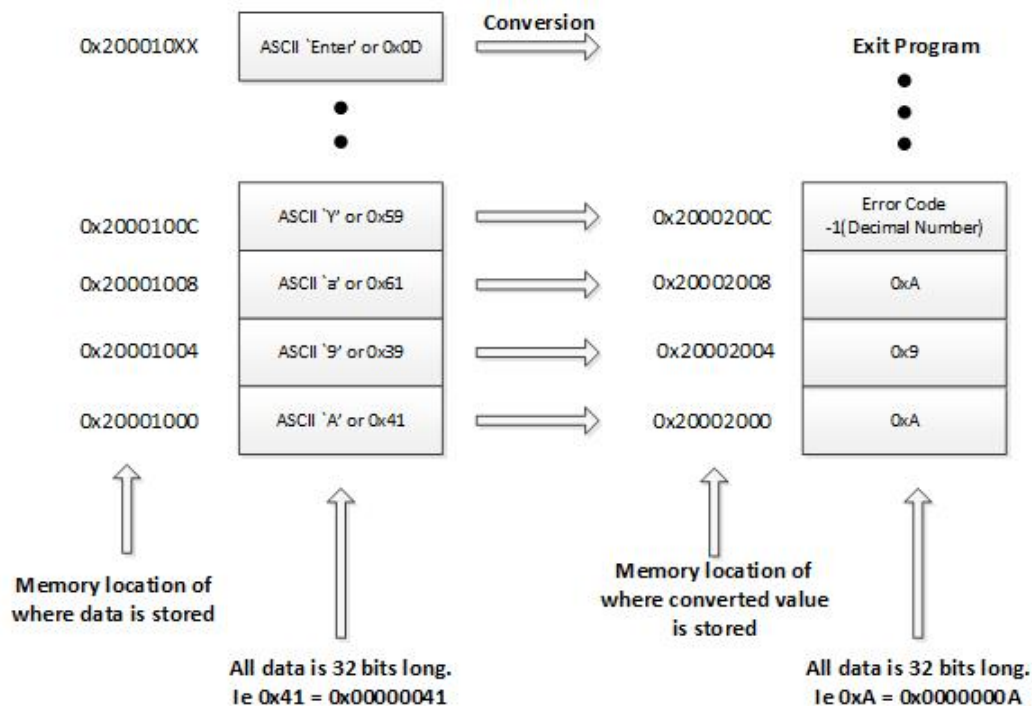 Conversion
0x200010XX
ASCII `Enter' or 0x0D
Exit Program
0x2000100C
ASCII `Y' or 0x59
0x2000200C
Error Code
-1(Decimal Number)
0x20001008
ASCII `a' or 0x61
0x20002008
0xA
0x20001004
ASCII `9' or 0x39
0x20002004
0x9
0x20001000
ASCII `A' or 0x41
0x20002000
0xA
Memory location of
where data is stored
Memory location of
where converted value
is stored
All data is 32 bits long.
Ie 0x41 = 0x00000041
All data is 32 bits long.
Ie 0xA = 0x0000000A